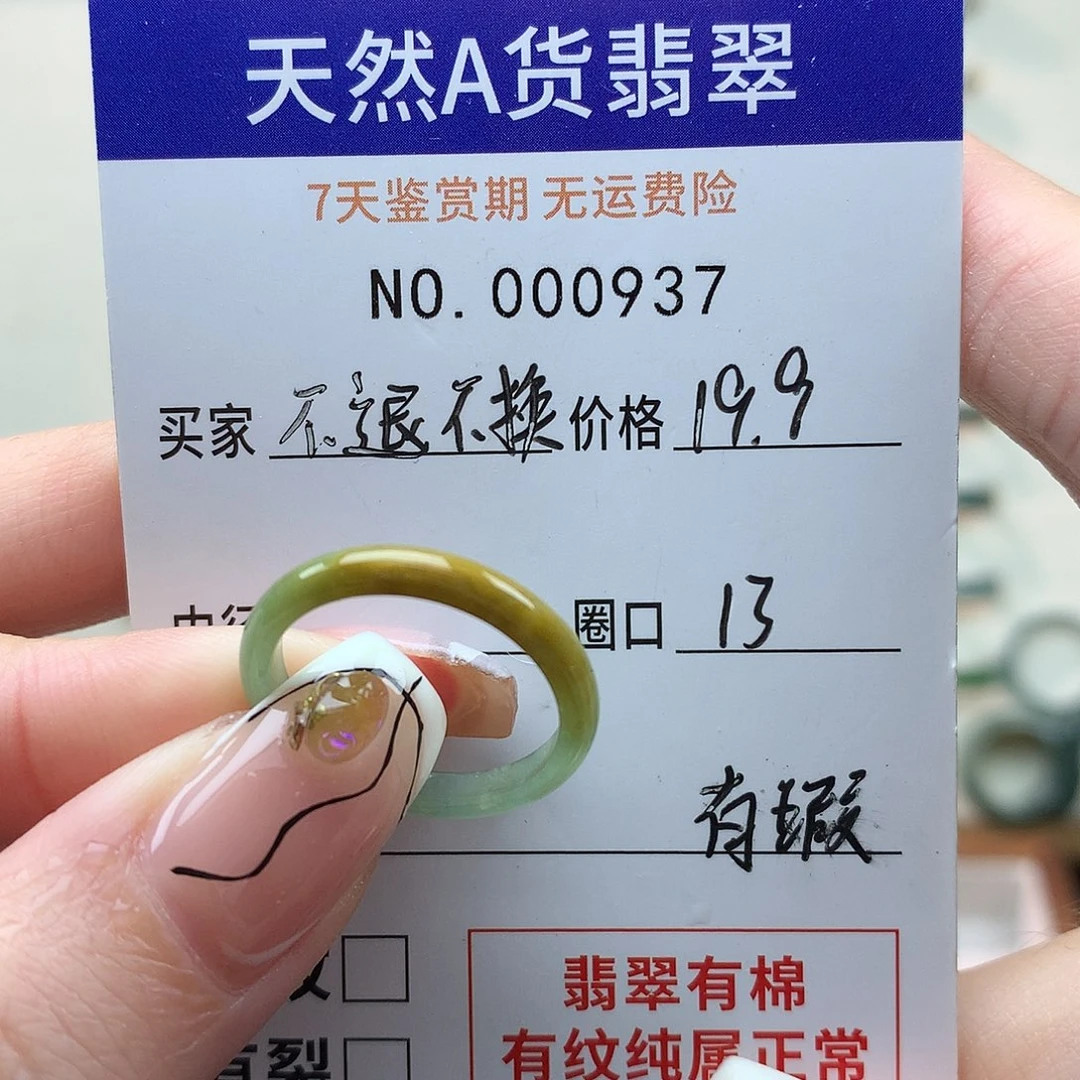 天然A货翡翠
7天鉴赏期 无运费险
NO.000937
买家 不退不换 价格 19.9
圈口 13
有瑕
翡翠有棉
有裂
有纹纯属正常